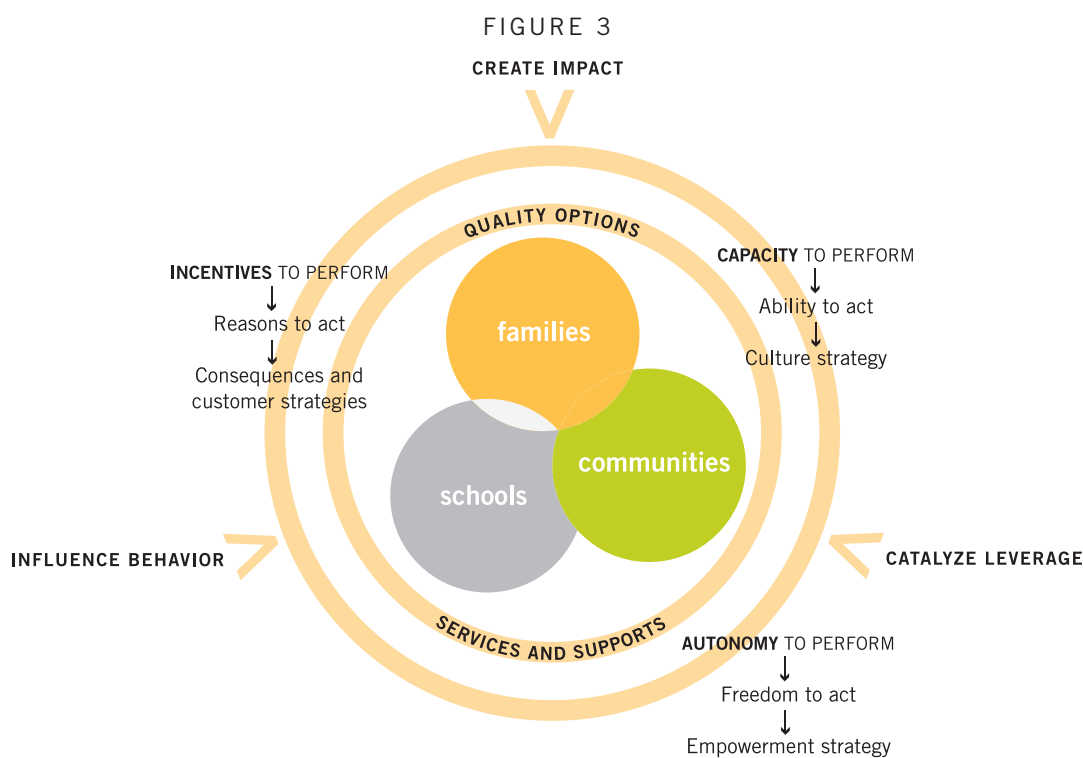 FIGURE 3
CREATE IMPACT
QUALITY OPTIONS
INCENTIVES TO PERFORM
Reasons to act
Consequences and
customer strategies
CAPACITY TO PERFORM
Ability to act
Culture strategy
families
communities
schools
INFLUENCE BEHAVIOR
CATALYZE LEVERAGE
SERVICES AND SUPPORTS
AUTONOMY TO PERFORM
Freedom to act
Empowerment strategy